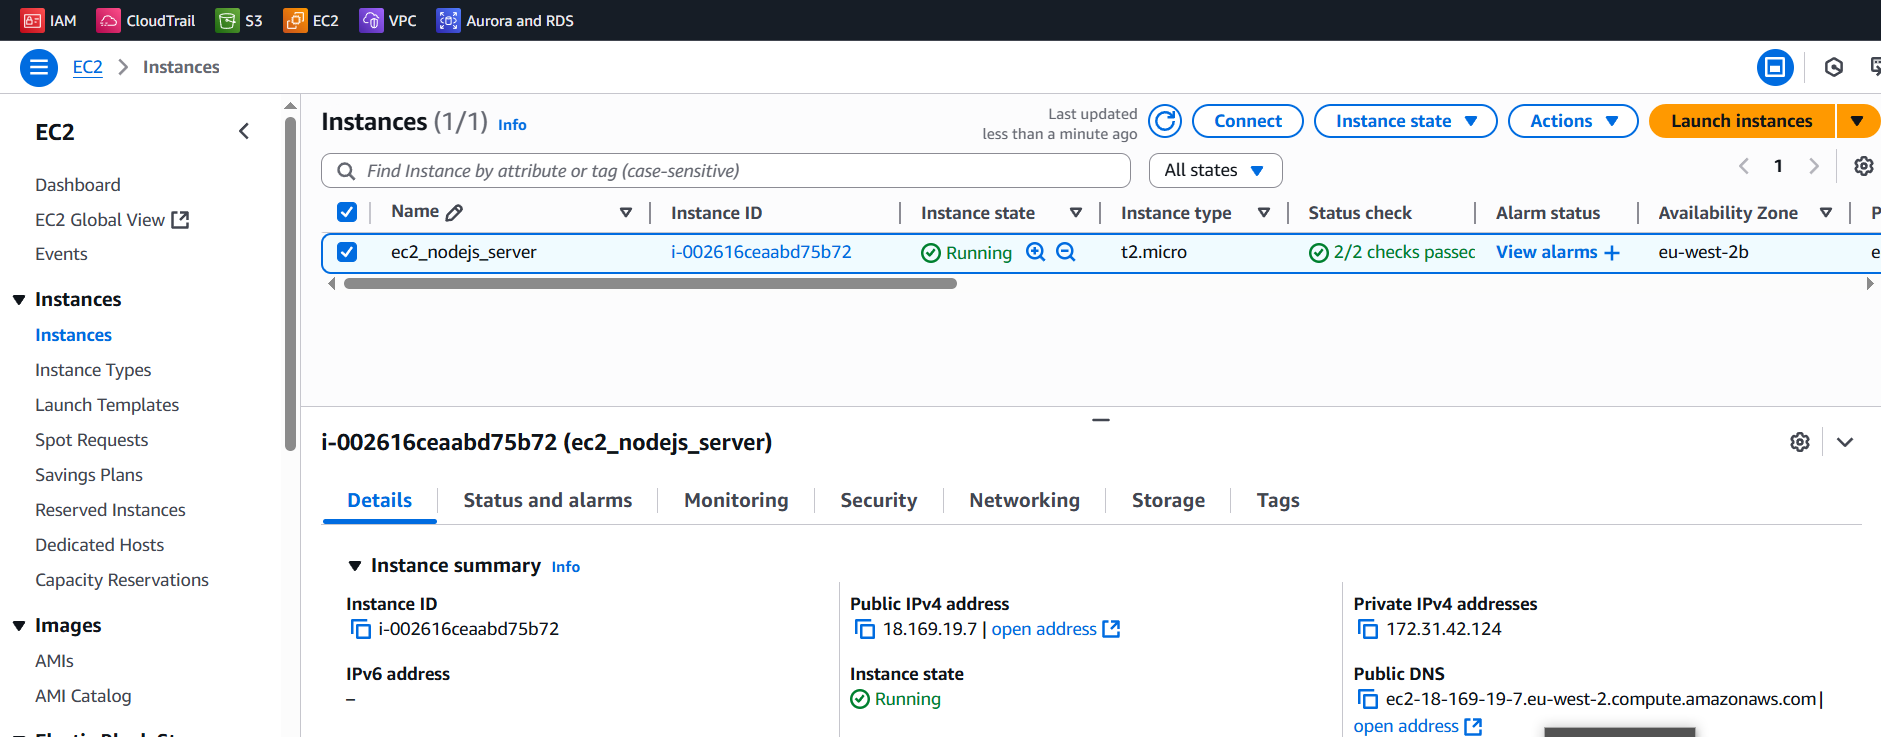 IAM CloudTrail S3 EC2 VPC Aurora and RDS
EC2 > Instances
EC2
Dashboard
EC2 Global View
Events
Instances
Instances
Instance Types
Launch Templates
Spot Requests
Savings Plans
Reserved Instances
Dedicated Hosts
Capacity Reservations
Images
AMIs
AMI Catalog
Instances (1/1) Info
Last updated
less than a minute ago
Connect
Instance state
Actions
Launch instances
Find Instance by attribute or tag (case-sensitive)
All states
1
Name Instance ID Instance state Instance type Status check Alarm status Availability Zone P
ec2_nodejs_server i-002616ceaabd75b72 Running t2.micro 2/2 checks passed View alarms + eu-west-2b e
i-002616ceaabd75b72 (ec2_nodejs_server)
Details Status and alarms Monitoring Security Networking Storage Tags
Instance summary Info
Instance ID
i-002616ceaabd75b72
IPv6 address
–
Public IPv4 address
18.169.19.7 | open address
Instance state
Running
Private IPv4 addresses
172.31.42.124
Public DNS
ec2-18-169-19-7.eu-west-2.compute.amazonaws.com |
open address